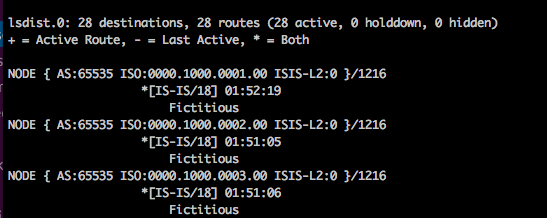 lsdist.0: 28 destinations, 28 routes (28 active, 0 holddown, 0 hidden)
+ = Active Route, - = Last Active, * = Both
NODE { AS:65535 ISO:0000.1000.0001.00 ISIS-L2:0 }/1216
*[IS-IS/18] 01:52:19
Fictitious
NODE { AS:65535 ISO:0000.1000.0002.00 ISIS-L2:0 }/1216
*[IS-IS/18] 01:51:05
Fictitious
NODE { AS:65535 ISO:0000.1000.0003.00 ISIS-L2:0 }/1216
*[IS-IS/18] 01:51:06
Fictitious